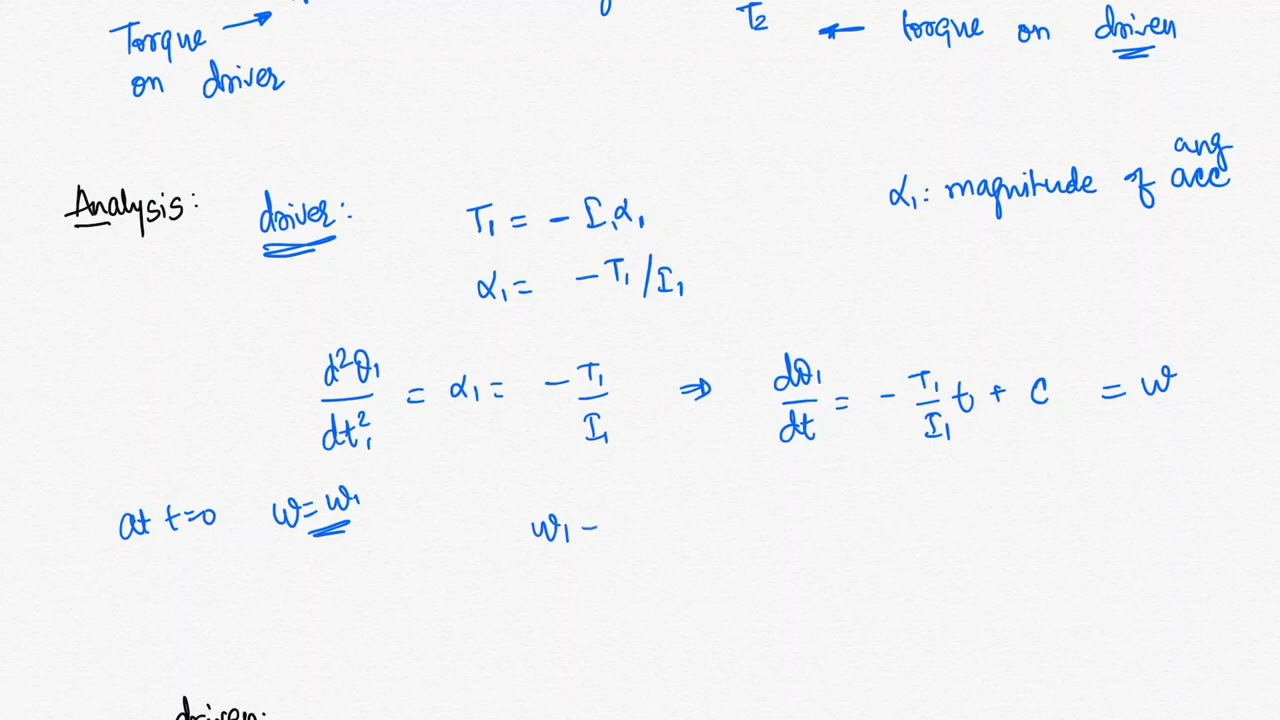 Torque →
on driver
T₂ ← torque on driven
Analysis: driver: T₁ = - I₁α₁
α₁: magnitude of ang acc
α₁ = - T₁/I₁
d²θ₁/dt₁² = α₁ = - T₁/I₁ ⇒ dθ₁/dt = - T₁/I₁ t + C = ω
at t=0 ω=ω₁ ω₁ -
driven: